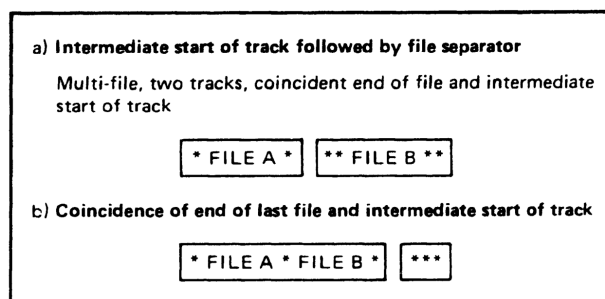 a) Intermediate start of track followed by file separator
Multi-file, two tracks, coincident end of file and intermediate
start of track
* FILE A * ** FILE B **
b) Coincidence of end of last file and intermediate start of track
* FILE A * FILE B * ***